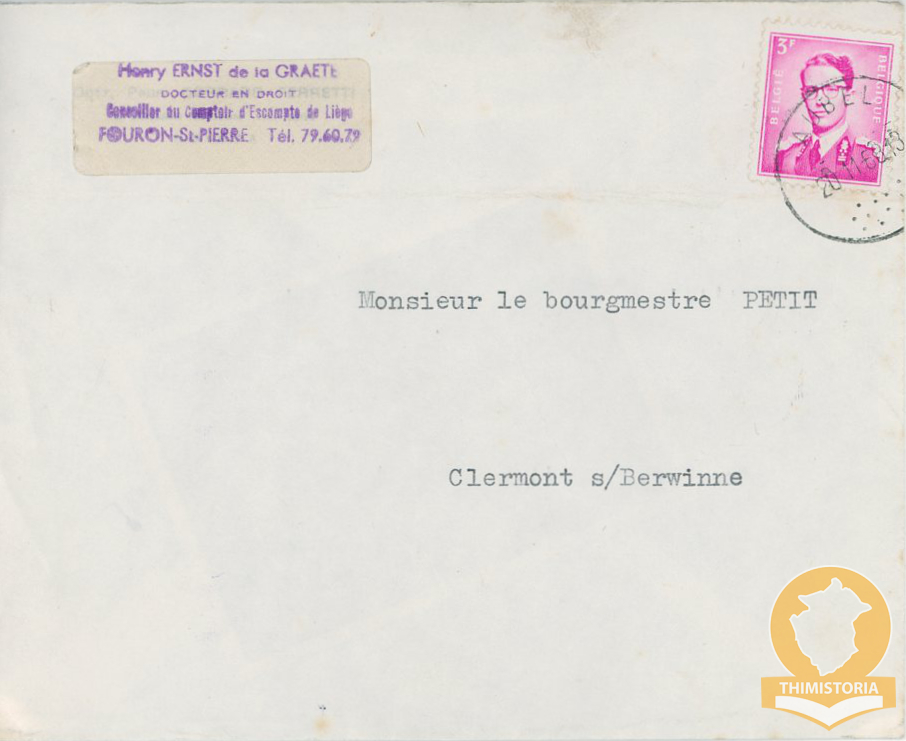 Henry ERNST de la GRAETE
DOCTEUR EN DROIT
Conseiller au Comptoir d'Escompte de Liège
FOURON-St-PIERRE Tél. 79.60.79
3F
BELGIË
BELGIQUE
AUBEL
Monsieur le bourgmestre PETIT
Clermont s/Berwinne
THIMISTORIA